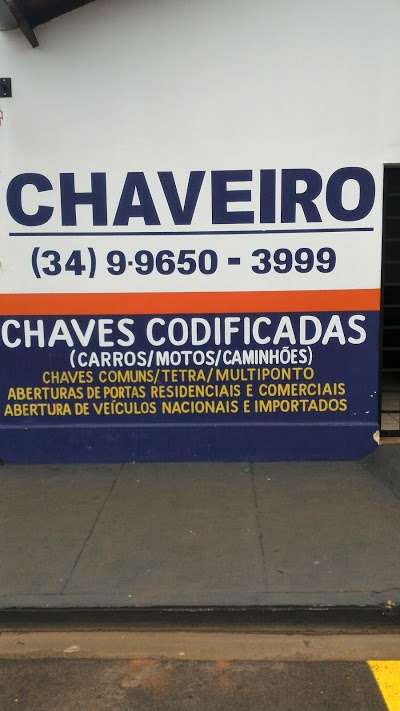 CHAVEIRO
(34) 9·9650 - 3999
CHAVES CODIFICADAS
(CARROS/MOTOS/CAMINHÕES)
CHAVES COMUNS/TETRA/MULTIPONTO
ABERTURAS DE PORTAS RESIDENCIAIS E COMERCIAIS
ABERTURA DE VEÍCULOS NACIONAIS E IMPORTADOS